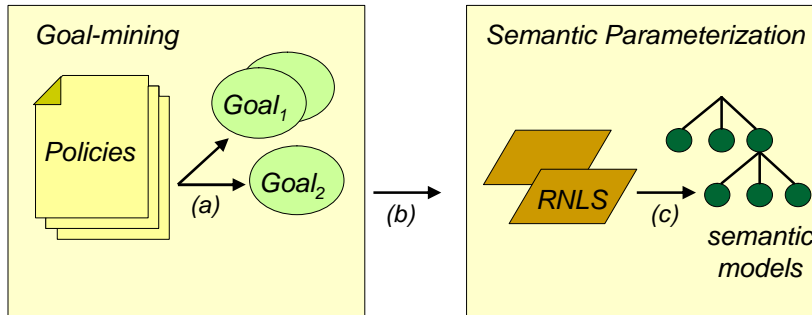 Goal-mining
Semantic Parameterization
Goal1
Policies
Goal2
(a)
(b)
RNLS
(c)
semantic
models